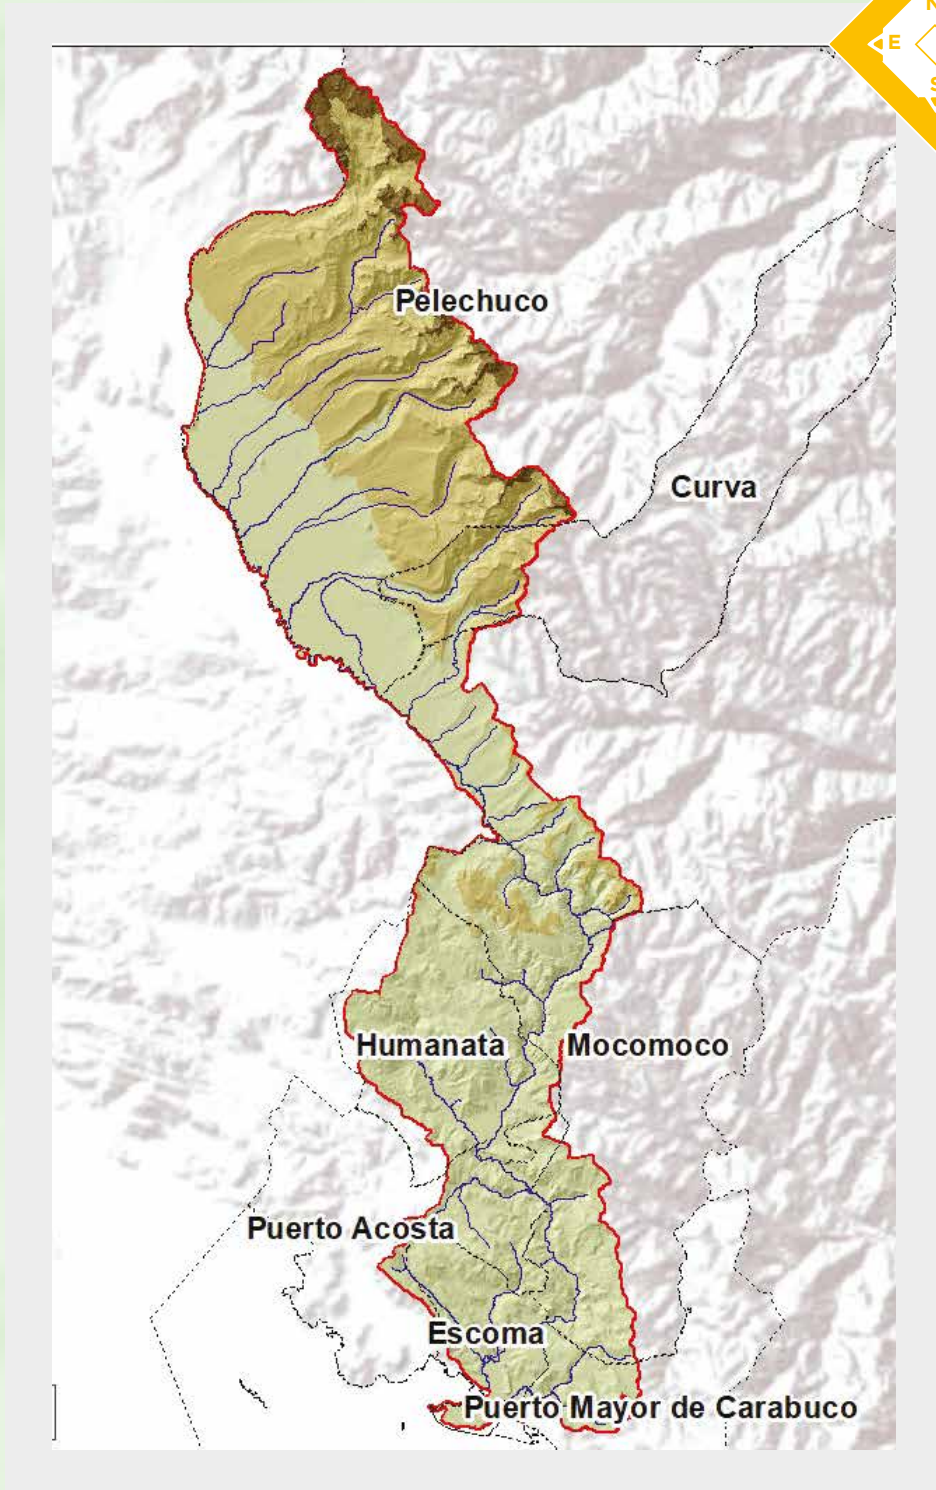 N
E
S
Pelechuco
Curva
Humanata
Mocomoco
Puerto Acosta
Escoma
Puerto Mayor de Carabuco